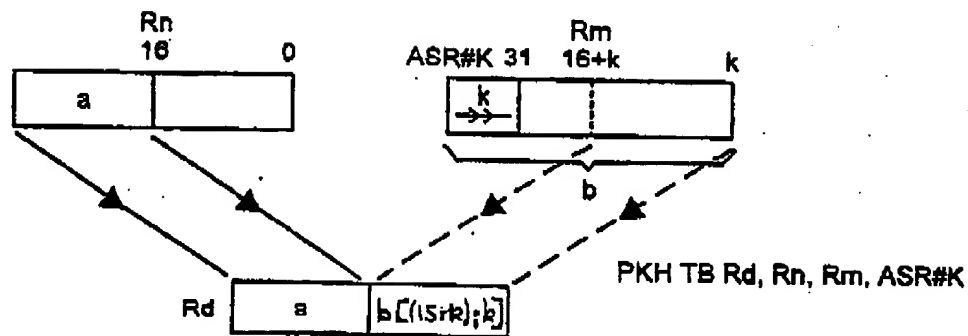 Rn
16 0
a
ASR#K 31 Rm
16+k k
k
b
PKH TB Rd, Rn, Rm, ASR#K
Rd a b[(15+k):k]